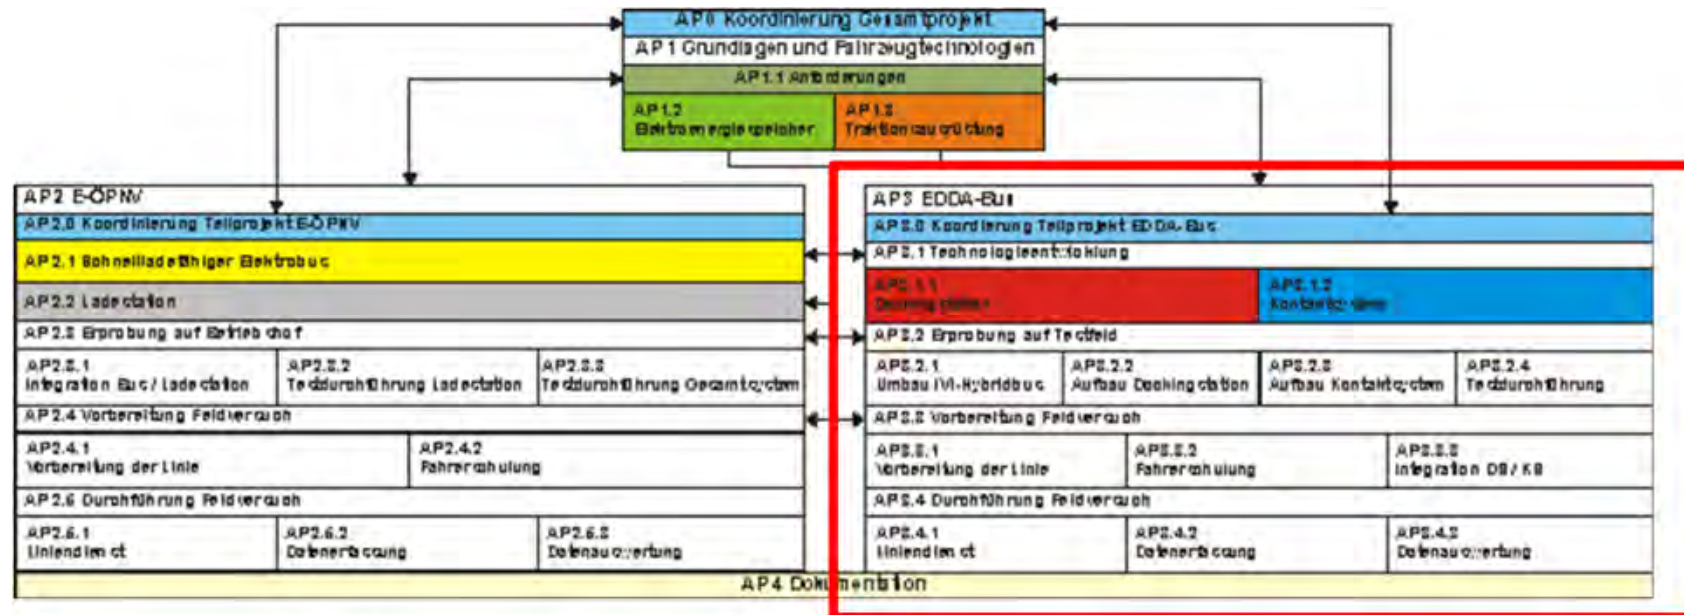 AP0 Koordinierung Gesamtprojekt
AP1 Grundlagen und Fahrzeugtechnologien
AP1.1 Anforderungen
AP1.2
Elektroenergiespeicher
AP1.3
Traktionsausrüstung
AP2 E-ÖPNV
AP2.0 Koordinierung Teilprojekt E-ÖPNV
AP2.1 Schnellladefähiger Elektrobus
AP2.2 Ladestation
AP2.3 Erprobung auf Betriebshof
AP2.3.1
Integration Bus / Ladestation
AP2.3.2
Testdurchführung Ladestation
AP2.3.3
Testdurchführung Gesamtsystem
AP2.4 Vorbereitung Feldversuch
AP2.4.1
Vorbereitung der Linie
AP2.4.2
Fahrerschulung
AP2.5 Durchführung Feldversuch
AP2.5.1
Liniendienst
AP2.5.2
Datenerfassung
AP2.5.3
Datenauswertung
AP3 EDDA-Bus
AP3.0 Koordierung Teilprojekt EDDA-Bus
AP3.1 Technologieentwicklung
AP3.1.1
Dockingstation
AP3.1.2
Kontaktsystem
AP3.2 Erprobung auf Testfeld
AP3.2.1
Umbau IVI-Hybridbus
AP3.2.2
Aufbau Dockingstation
AP3.2.3
Aufbau Kontaktsystem
AP3.2.4
Testdurchführung
AP3.3 Vorbereitung Feldversuch
AP3.3.1
Vorbereitung der Linie
AP3.3.2
Fahrerschulung
AP3.3.3
Integration DS / KS
AP3.4 Durchführung Feldversuch
AP3.4.1
Liniendienst
AP3.4.2
Datenerfassung
AP3.4.3
Datenauswertung
AP4 Dokumentation